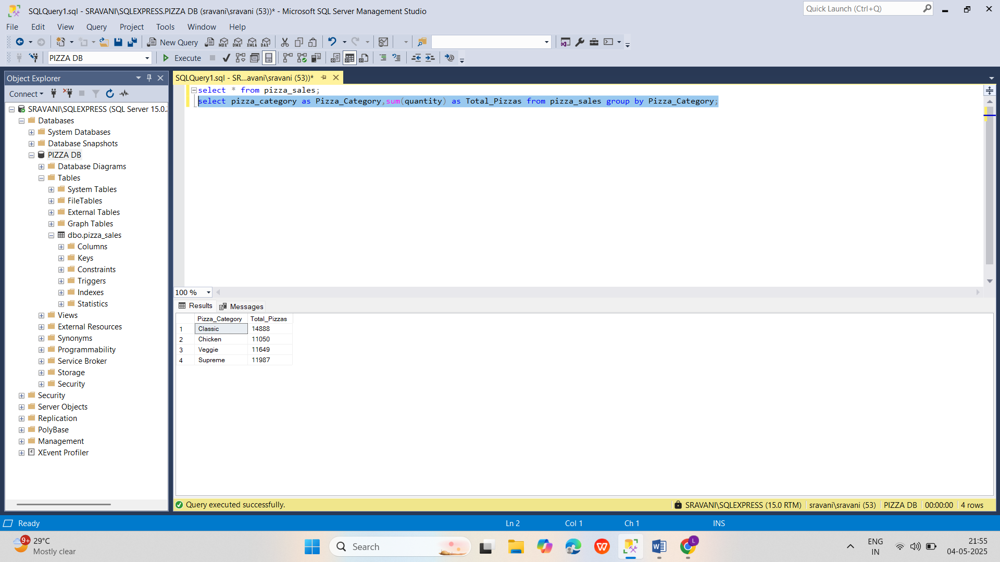 SQLQuery1.sql - SRAVANI\SQLEXPRESS.PIZZA DB (sravani\sravani (53))* - Microsoft SQL Server Management Studio
Quick Launch (Ctrl+Q)
File Edit View Query Project Tools Window Help
New Query MDX DMX XMLA DAX
PIZZA DB Execute
Object Explorer
SQLQuery1.sql - SR...avani\sravani (53))*
Connect
select * from pizza_sales;
select pizza_category as Pizza_Category,sum(quantity) as Total_Pizzas from pizza_sales group by Pizza_Category;
SRAVANI\SQLEXPRESS (SQL Server 15.0.
Databases
System Databases
Database Snapshots
PIZZA DB
Database Diagrams
Tables
System Tables
FileTables
External Tables
Graph Tables
dbo.pizza_sales
Columns
Keys
Constraints
Triggers
Indexes
Statistics
Views
External Resources
Synonyms
Programmability
Service Broker
Storage
Security
Security
Server Objects
Replication
PolyBase
Management
XEvent Profiler
100 %
Results Messages
Pizza_Category Total_Pizzas
1 Classic 14888
2 Chicken 11050
3 Veggie 11649
4 Supreme 11987
Query executed successfully.
SRAVANI\SQLEXPRESS (15.0 RTM) sravani\sravani (53) PIZZA DB 00:00:00 4 rows
Ready Ln 2 Col 1 Ch 1 INS
9+ 29°C
Mostly clear
Search
L
ENG
IN
21:55
04-05-2025